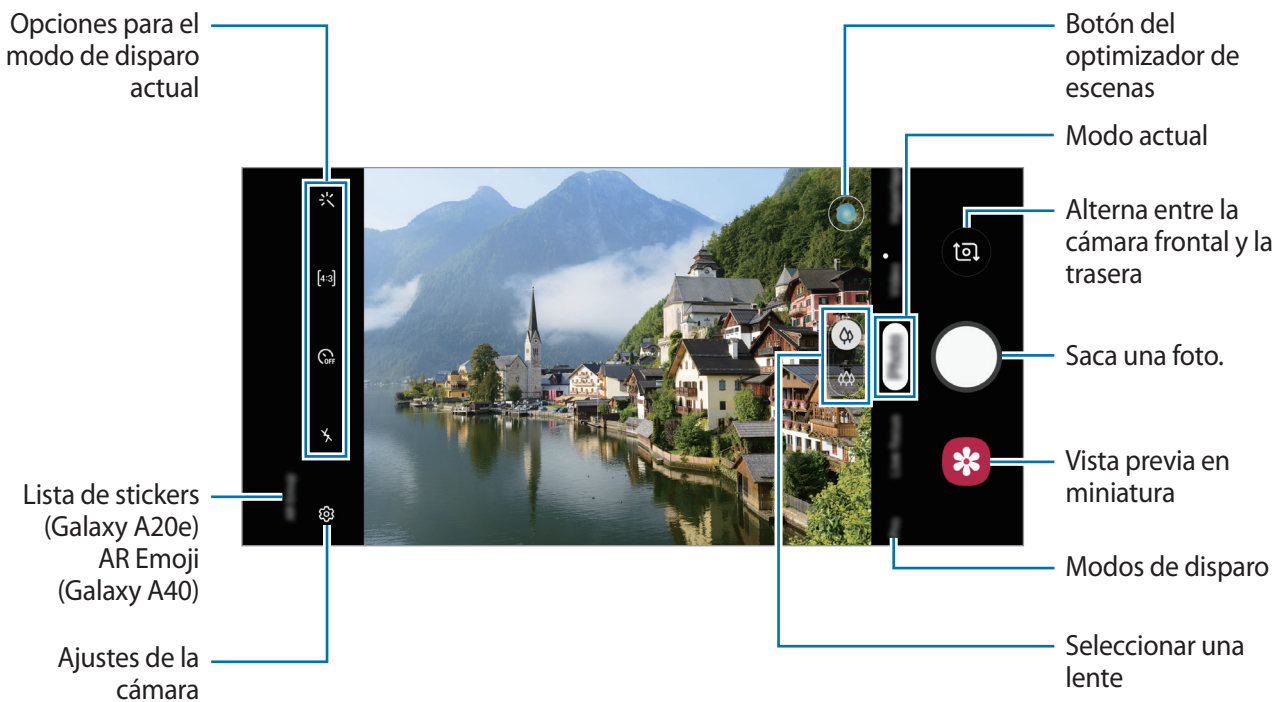 Opciones para el
modo de disparo
actual
Lista de stickers
(Galaxy A20e)
AR Emoji
(Galaxy A40)
Ajustes de la
cámara
[4:3]
OFF
Botón del
optimizador de
escenas
Modo actual
Alterna entre la
cámara frontal y la
trasera
Saca una foto.
Vista previa en
miniatura
Modos de disparo
Seleccionar una
lente